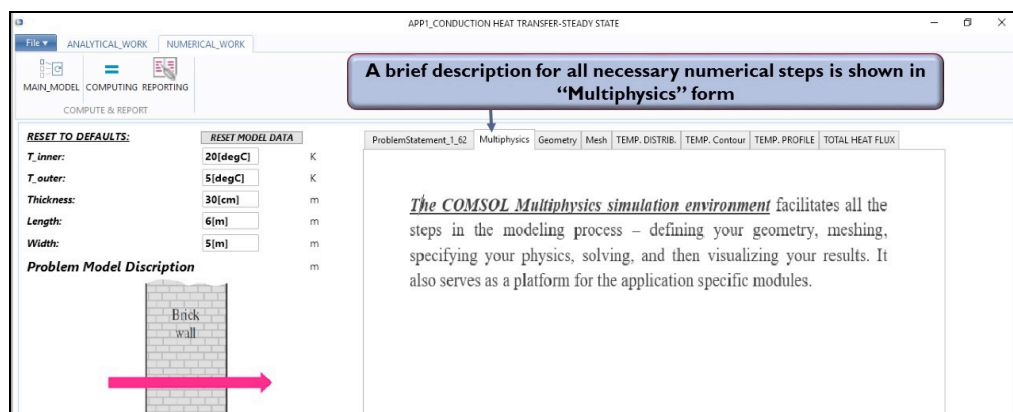 APP1_CONDUCTION HEAT TRANSFER-STEADY STATE
File ANALYTICAL_WORK NUMERICAL_WORK
MAIN_MODEL COMPUTING REPORTING
COMPUTE & REPORT
A brief description for all necessary numerical steps is shown in
“Multiphysics” form
RESET TO DEFAULTS: RESET MODEL DATA
T_inner: 20[degC] K
T_outer: 5[degC] K
Thickness: 30[cm] m
Length: 6[m] m
Width: 5[m] m
Problem Model Discription m
Brick
wall
ProblemStatement_1_62 Multiphysics Geometry Mesh TEMP. DISTRIB. TEMP. Contour TEMP. PROFILE TOTAL HEAT FLUX
The COMSOL Multiphysics simulation environment facilitates all the
steps in the modeling process – defining your geometry, meshing,
specifying your physics, solving, and then visualizing your results. It
also serves as a platform for the application specific modules.